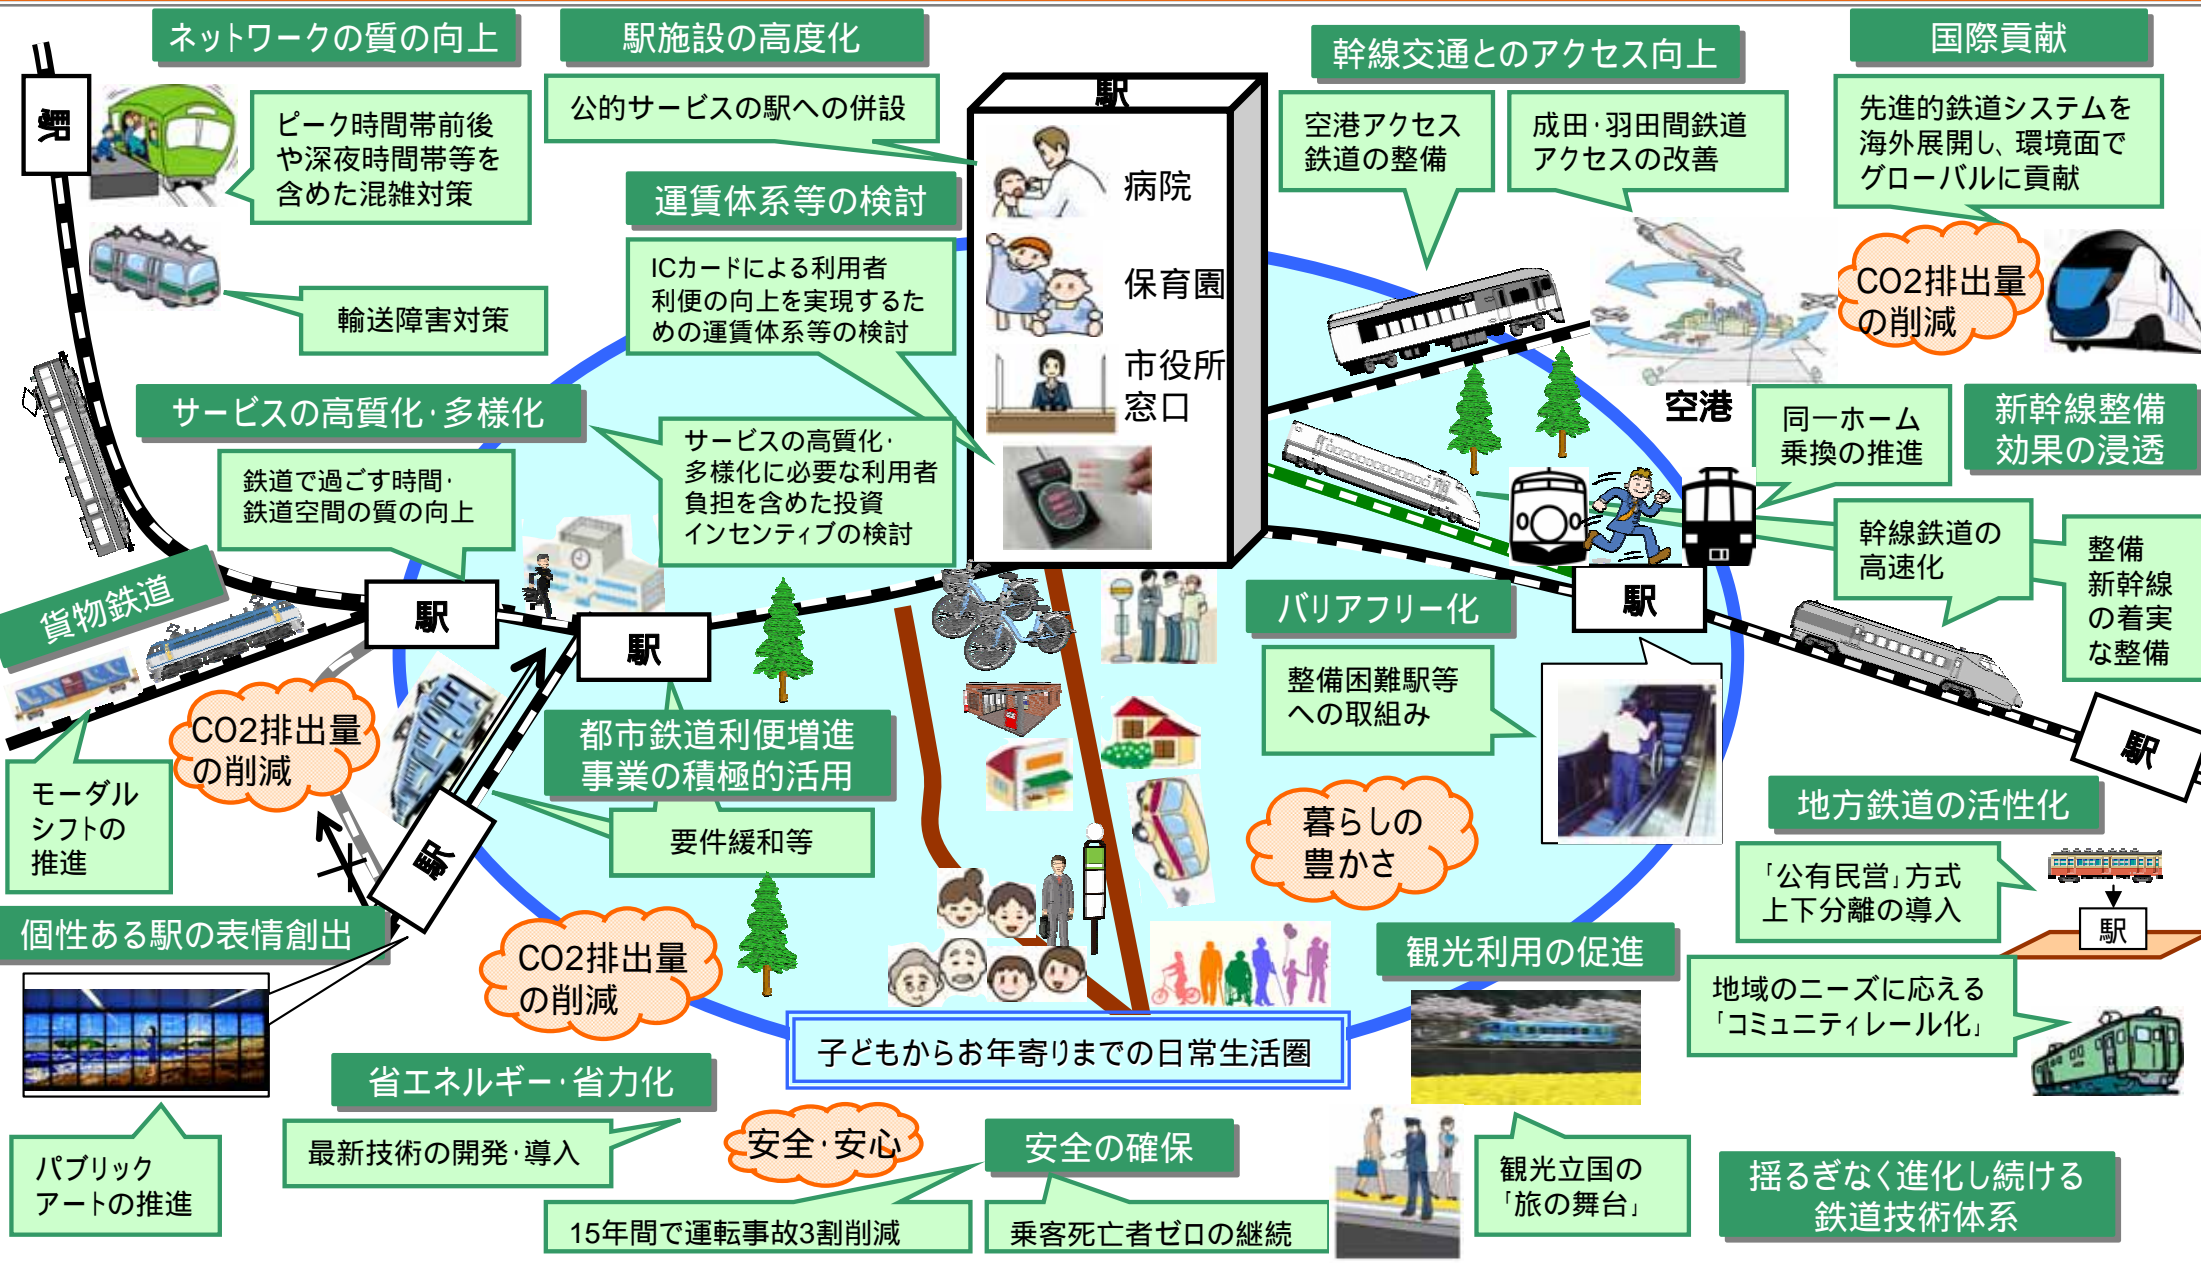 ネットワークの質の向上
駅施設の高度化
幹線交通とのアクセス向上
国際貢献
駅
ピーク時間帯前後
や深夜時間帯等を
含めた混雑対策
公的サービスの駅への併設
駅
病院
保育園
市役所
窓口
空港アクセス
鉄道の整備
成田・羽田間鉄道
アクセスの改善
先進的鉄道システムを
海外展開し、環境面で
グローバルに貢献
CO2排出量
の削減
輸送障害対策
運賃体系等の検討
ICカードによる利用者
利便の向上を実現するた
めの運賃体系等の検討
サービスの高質化・多様化
鉄道で過ごす時間・
鉄道空間の質の向上
サービスの高質化・
多様化に必要な利用者
負担を含めた投資
インセンティブの検討
空港
同一ホーム
乗換の推進
新幹線整備
効果の浸透
幹線鉄道の
高速化
整備
新幹線
の着実
な整備
貨物鉄道
駅
駅
駅
駅
バリアフリー化
整備困難駅等
への取組み
CO2排出量
の削減
モーダル
シフトの
推進
都市鉄道利便増進
事業の積極的活用
要件緩和等
駅
暮らしの
豊かさ
地方鉄道の活性化
「公有民営」方式
上下分離の導入
駅
個性ある駅の表情創出
CO2排出量
の削減
観光利用の促進
地域のニーズに応える
「コミュニティレール化」
子どもからお年寄りまでの日常生活圏
省エネルギー・省力化
最新技術の開発・導入
パブリック
アートの推進
安全・安心
安全の確保
15年間で運転事故3割削減
乗客死亡者ゼロの継続
観光立国の
「旅の舞台」
揺るぎなく進化し続ける
鉄道技術体系